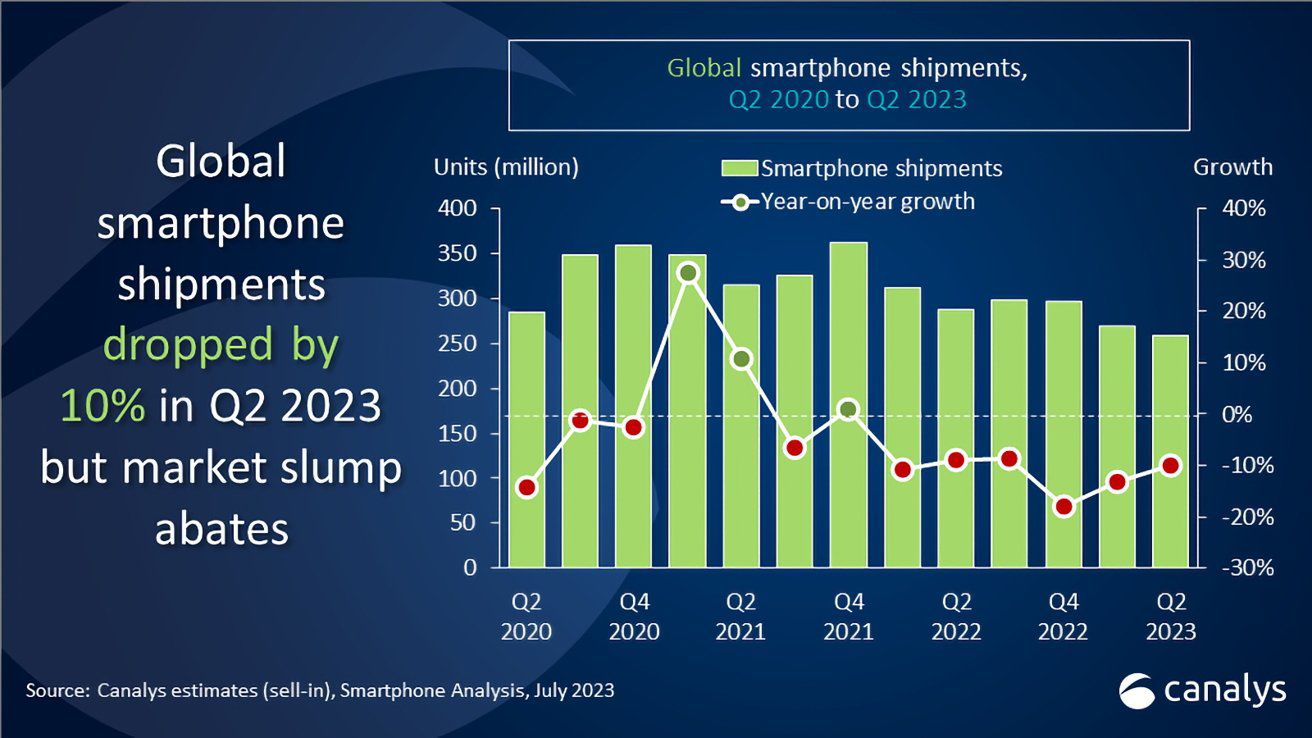 Global smartphone shipments,
Q2 2020 to Q2 2023
Global
smartphone
shipments
dropped by
10% in Q2 2023
but market slump
abates
Units (million)
Smartphone shipments
Growth
Year-on-year growth
400
350
300
250
200
150
100
50
0
40%
30%
20%
10%
0%
-10%
-20%
-30%
Q2 2020
Q4 2020
Q2 2021
Q4 2021
Q2 2022
Q4 2022
Q2 2023
Source: Canalys estimates (sell-in), Smartphone Analysis, July 2023
canalys